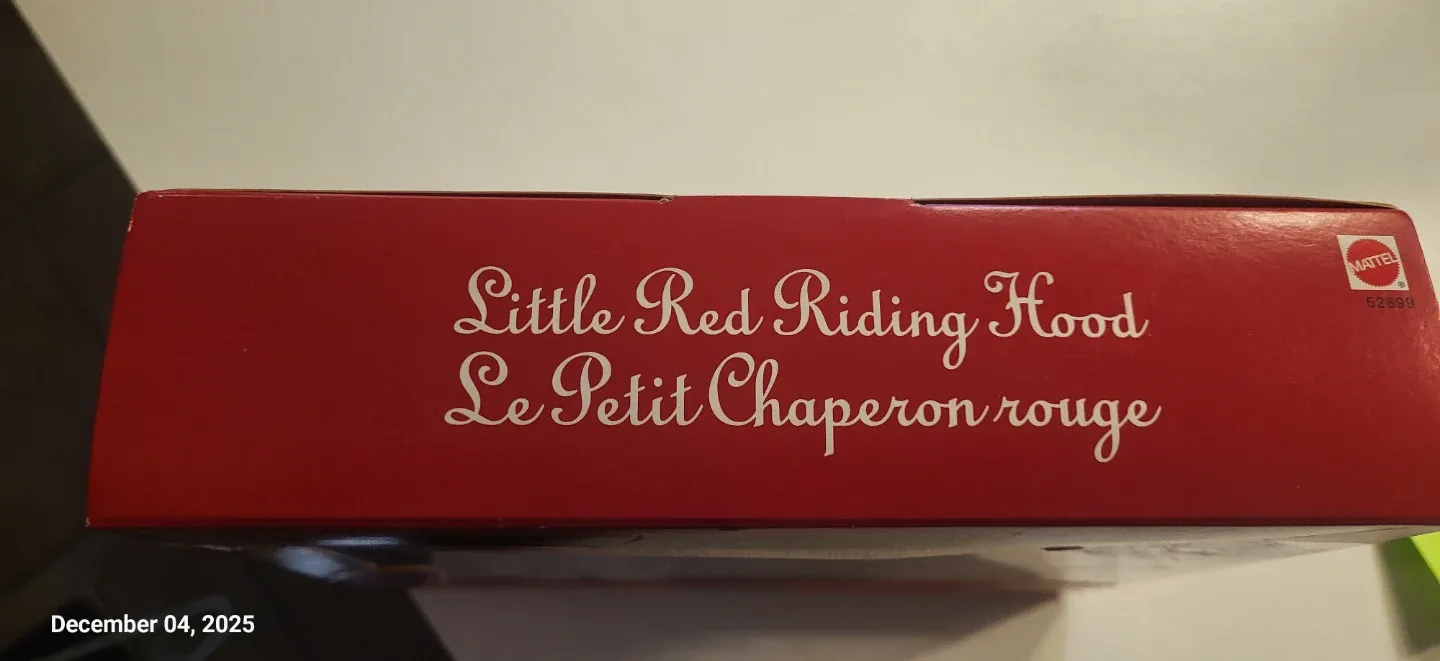 Little Red Riding Hood
Le Petit Chaperon rouge
MATTEL
®
52899
December 04, 2025